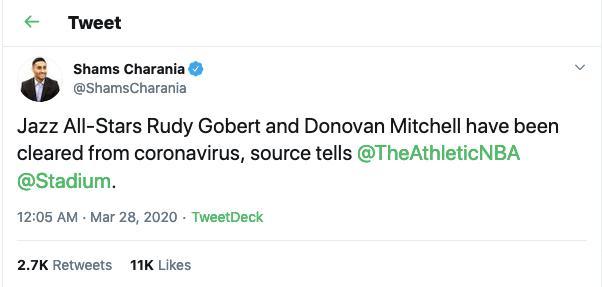 Tweet
Shams Charania
@ShamsCharania
Jazz All-Stars Rudy Gobert and Donovan Mitchell have been
cleared from coronavirus, source tells @TheAthleticNBA
@Stadium.
12:05 AM · Mar 28, 2020 · TweetDeck
2.7K Retweets 11K Likes